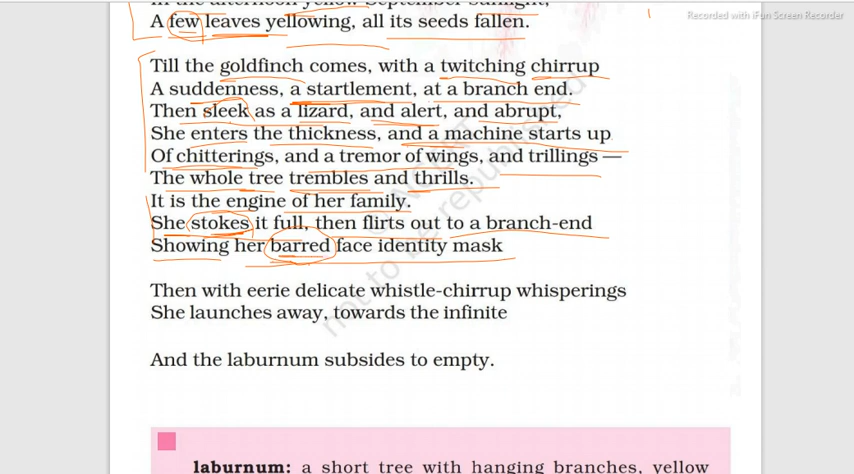 Recorded with iFun Screen Recorder
A few leaves yellowing, all its seeds fallen.
Till the goldfinch comes, with a twitching chirrup
A suddenness, a startlement, at a branch end.
Then sleek as a lizard, and alert, and abrupt,
She enters the thickness, and a machine starts up
Of chitterings, and a tremor of wings, and trillings —
The whole tree trembles and thrills.
It is the engine of her family.
She stokes it full, then flirts out to a branch-end
Showing her barred face identity mask
Then with eerie delicate whistle-chirrup whisperings
She launches away, towards the infinite
And the laburnum subsides to empty.
not to be republished
laburnum: a short tree with hanging branches, yellow